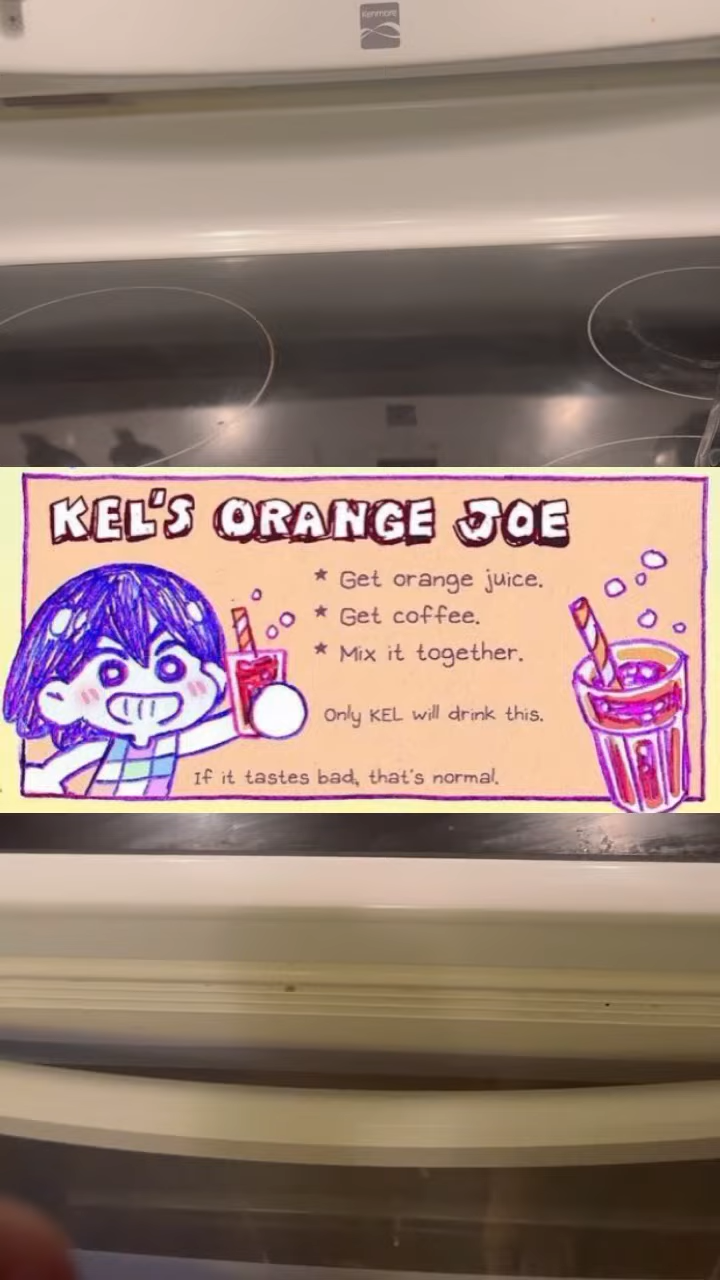 Kenmore
KEL'S ORANGE JOE
★ Get orange juice.
★ Get coffee.
★ Mix it together.
Only KEL will drink this.
If it tastes bad, that's normal.